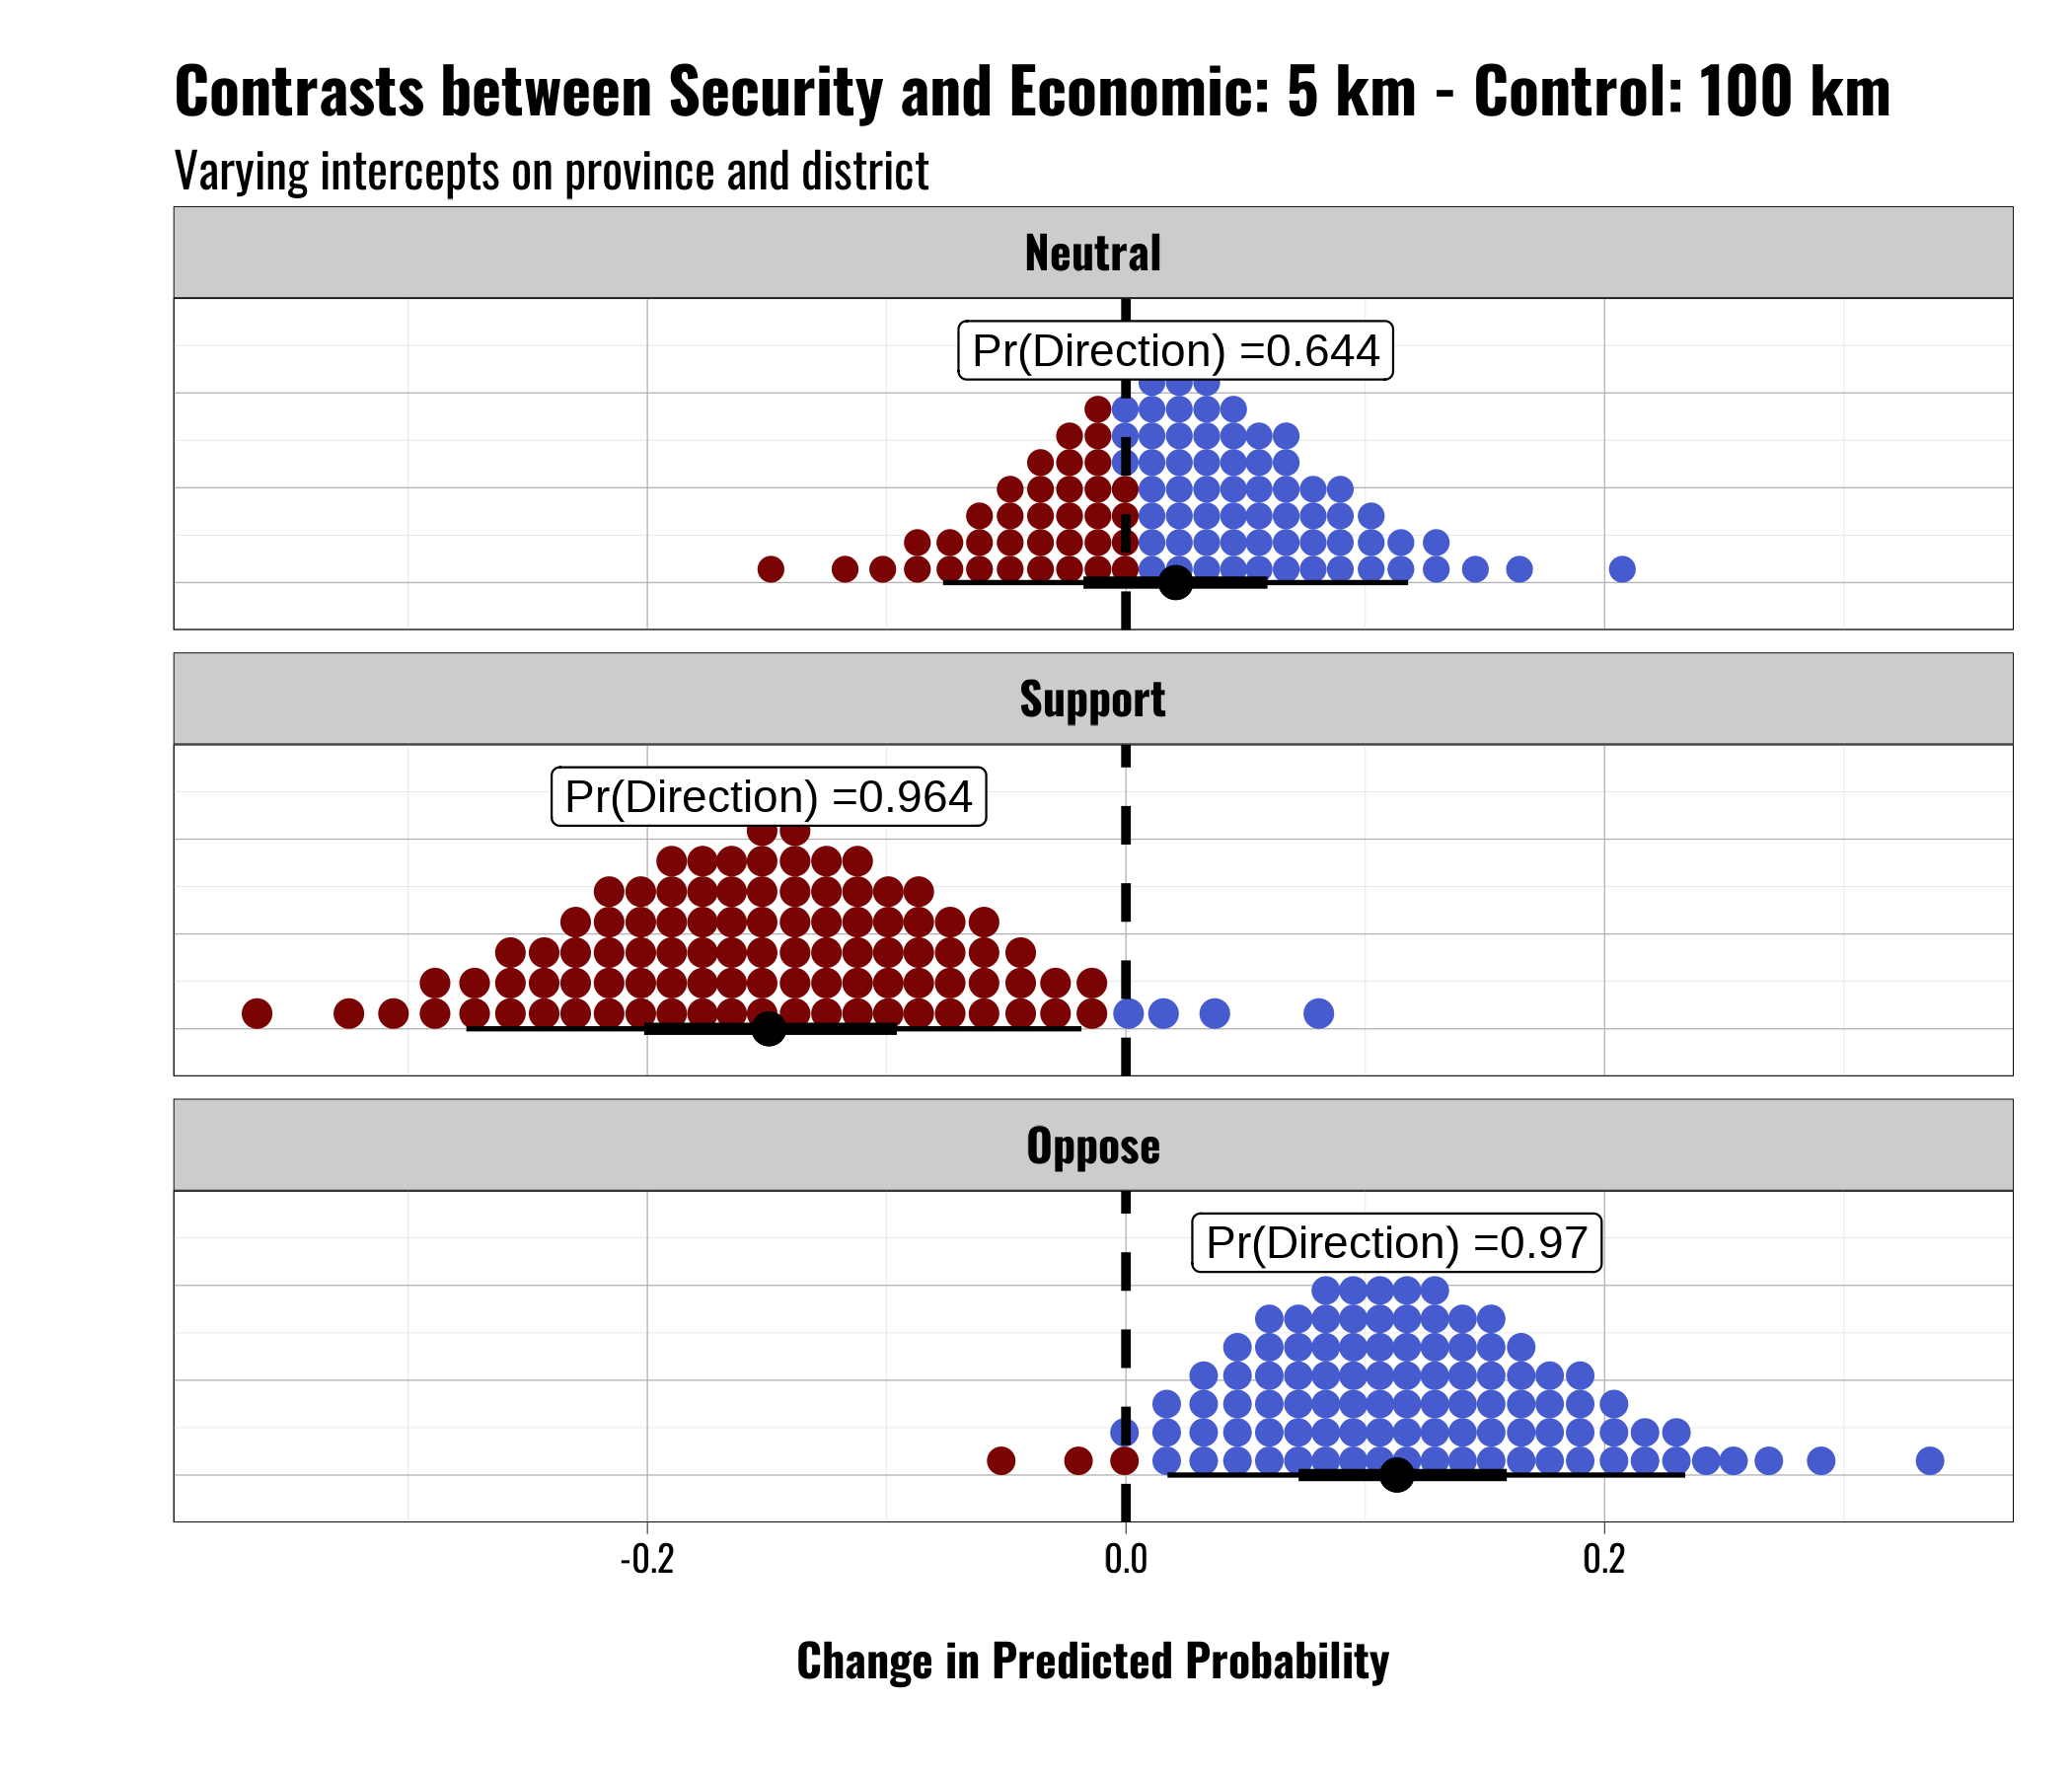 Contrasts between Security and Economic: 5 km - Control: 100 km
Varying intercepts on province and district
Neutral
Pr(Direction) =0.644
Support
Pr(Direction) =0.964
Oppose
Pr(Direction) =0.97
-0.2 0.0 0.2
Change in Predicted Probability